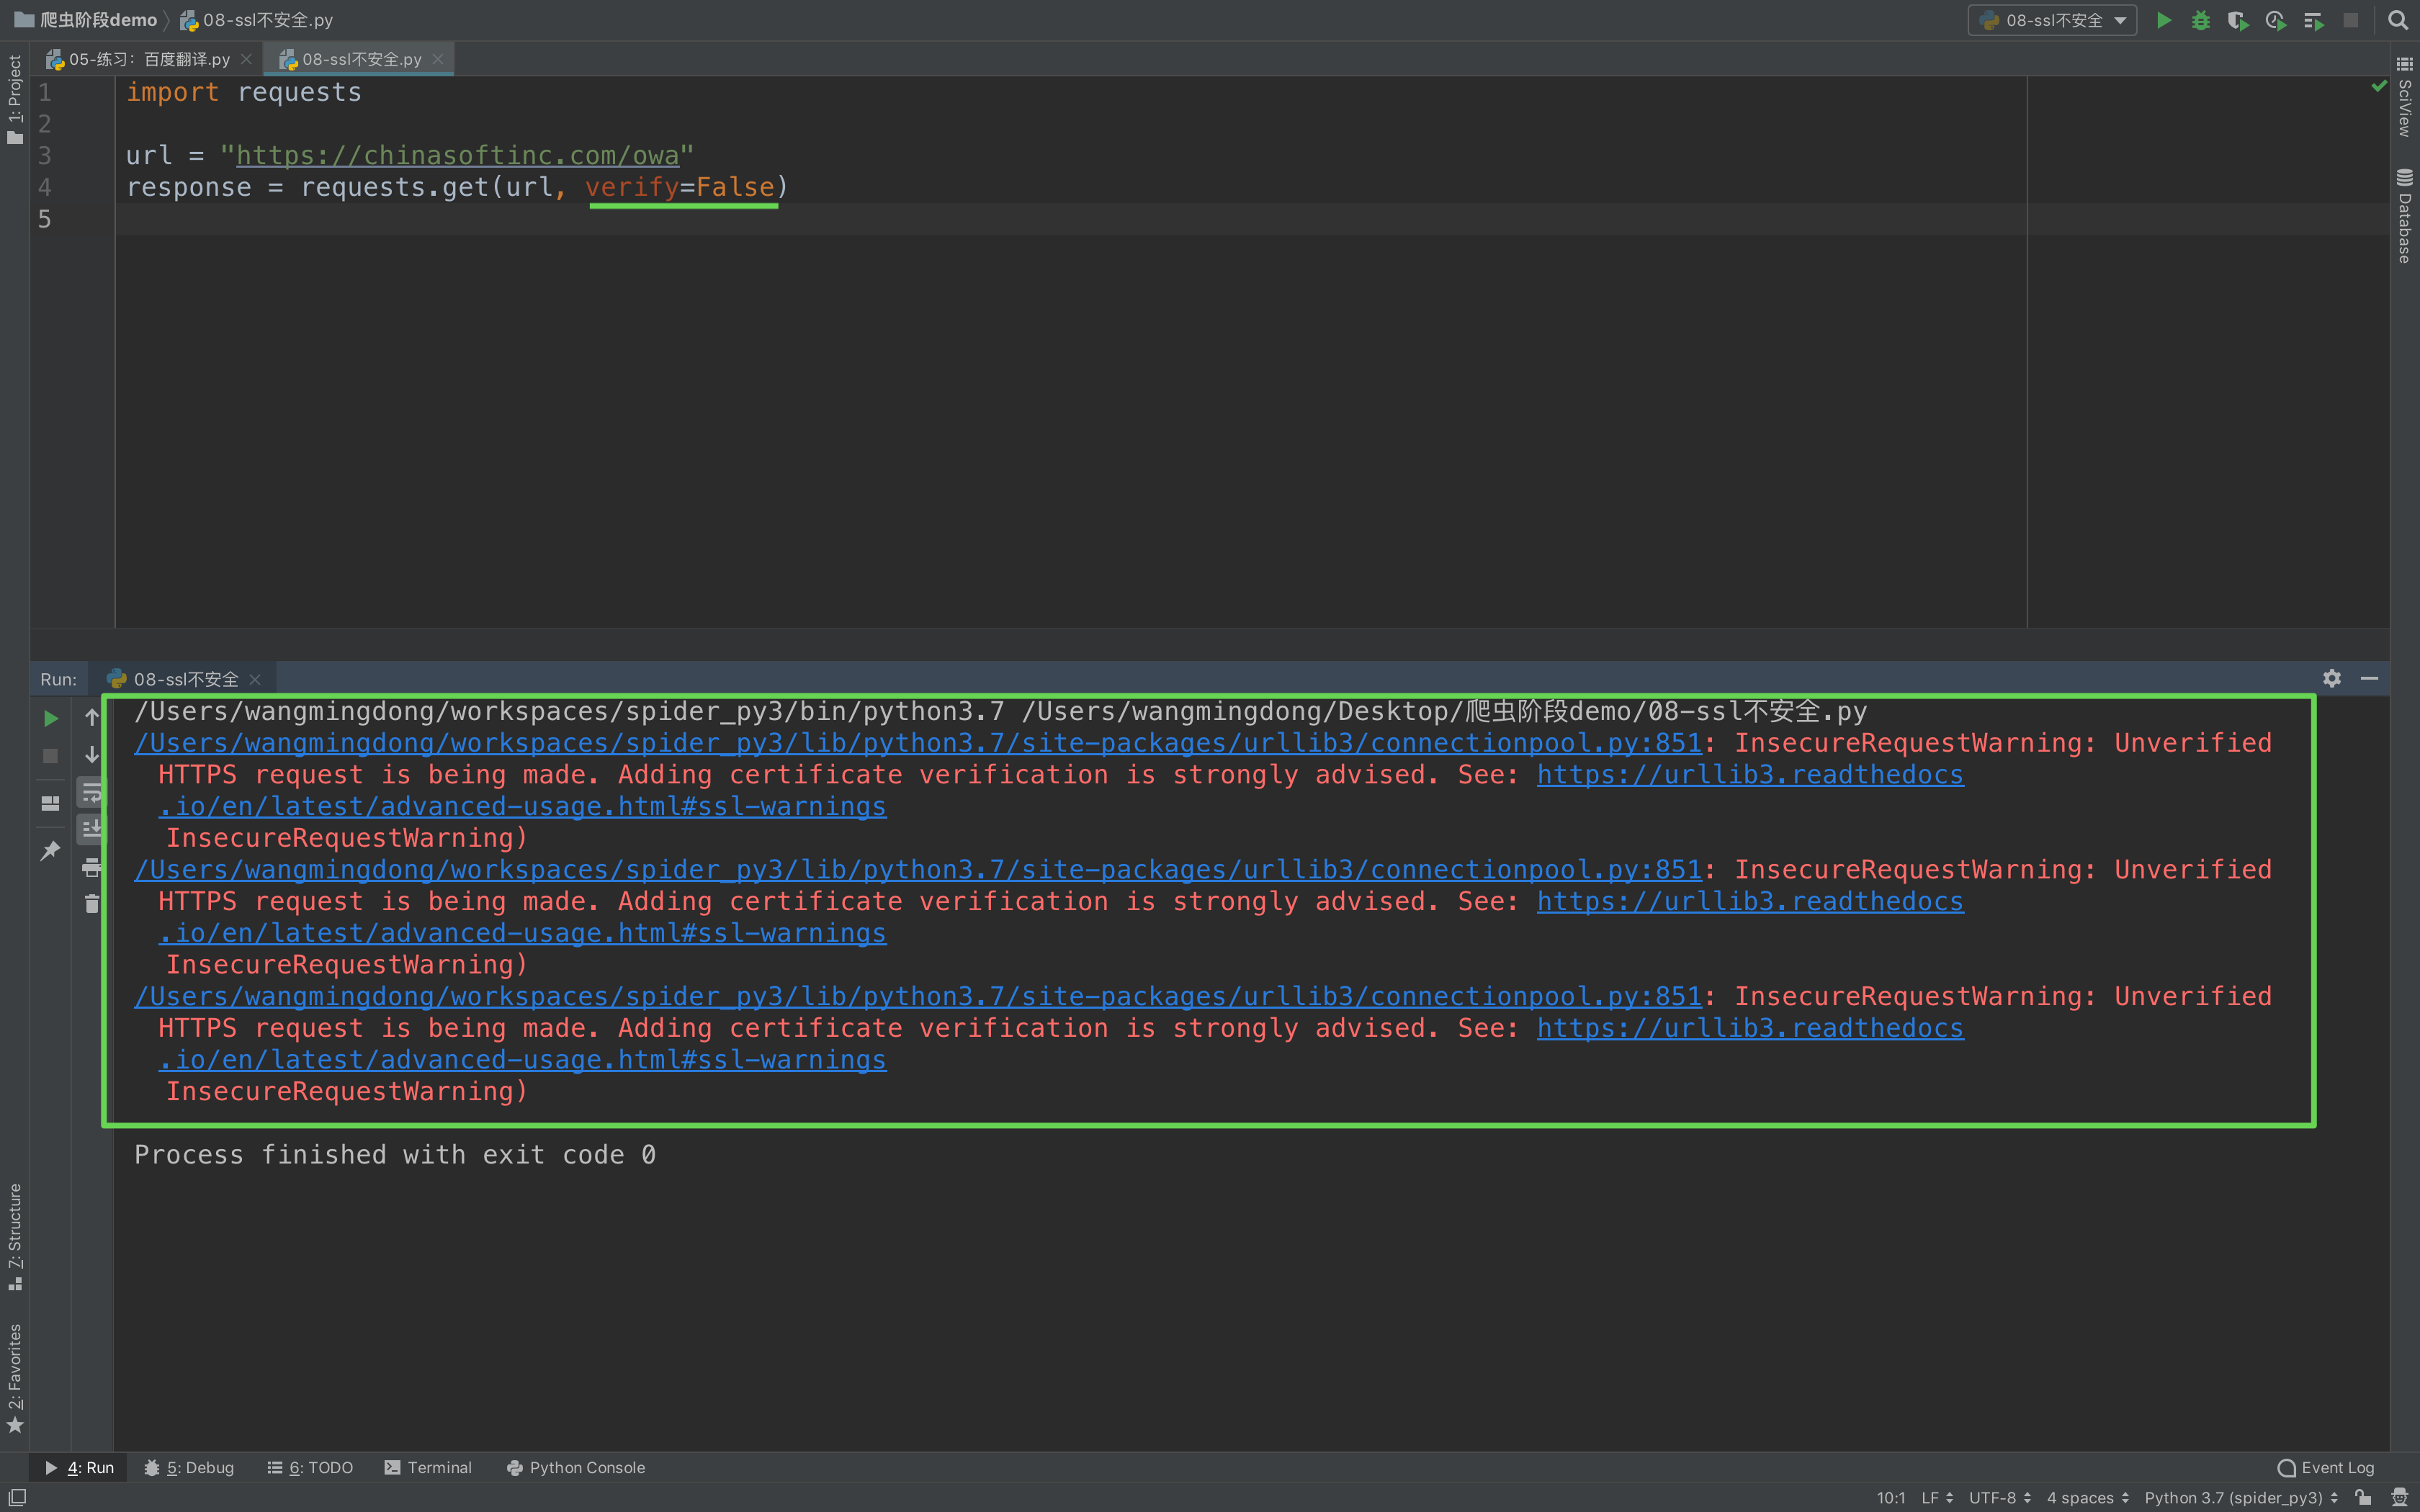 爬虫阶段demo 08-ssl不安全.py 08-ssl不安全
05-练习：百度翻译.py 08-ssl不安全.py
1: Project
SciView
Database
1 import requests
2
3 url = "https://chinasoftinc.com/owa"
4 response = requests.get(url, verify=False)
5
Run: 08-ssl不安全
/Users/wangmingdong/workspaces/spider_py3/bin/python3.7 /Users/wangmingdong/Desktop/爬虫阶段demo/08-ssl不安全.py
/Users/wangmingdong/workspaces/spider_py3/lib/python3.7/site-packages/urllib3/connectionpool.py:851: InsecureRequestWarning: Unverified
HTTPS request is being made. Adding certificate verification is strongly advised. See: https://urllib3.readthedocs
.io/en/latest/advanced-usage.html#ssl-warnings
InsecureRequestWarning)
/Users/wangmingdong/workspaces/spider_py3/lib/python3.7/site-packages/urllib3/connectionpool.py:851: InsecureRequestWarning: Unverified
HTTPS request is being made. Adding certificate verification is strongly advised. See: https://urllib3.readthedocs
.io/en/latest/advanced-usage.html#ssl-warnings
InsecureRequestWarning)
/Users/wangmingdong/workspaces/spider_py3/lib/python3.7/site-packages/urllib3/connectionpool.py:851: InsecureRequestWarning: Unverified
HTTPS request is being made. Adding certificate verification is strongly advised. See: https://urllib3.readthedocs
.io/en/latest/advanced-usage.html#ssl-warnings
InsecureRequestWarning)
Process finished with exit code 0
7: Structure
2: Favorites
4: Run 5: Debug 6: TODO Terminal Python Console Event Log
10:1 LF UTF-8 4 spaces Python 3.7 (spider_py3)